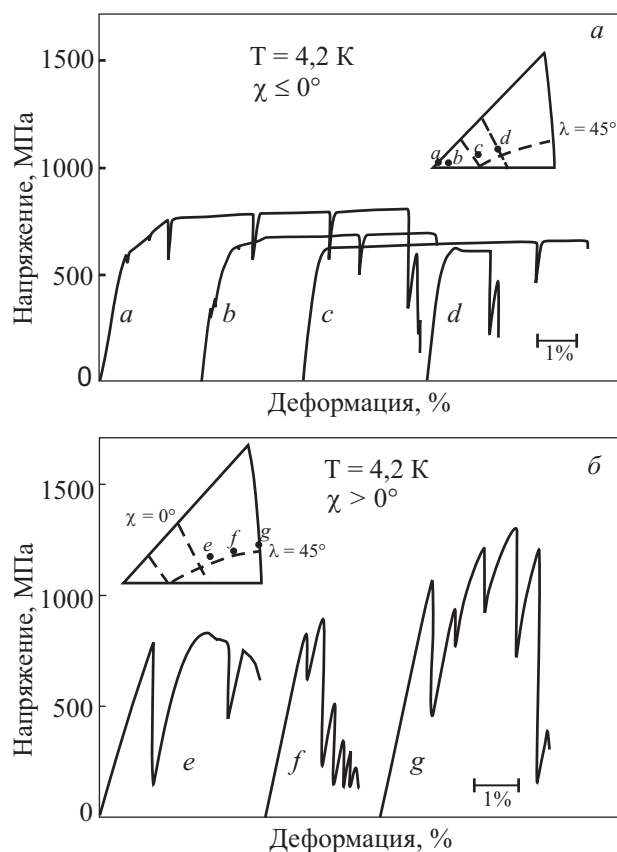 а
1500
T = 4,2 К
χ ≤ 0°
λ = 45°
d
c
a
b
1000
500
0
Напряжение, МПа
a
b
c
d
1%
Деформация, %
б
1500
T = 4,2 К
χ > 0°
χ = 0°
e
f
g
λ = 45°
1000
500
0
Напряжение, МПа
e
f
g
1%
Деформация, %